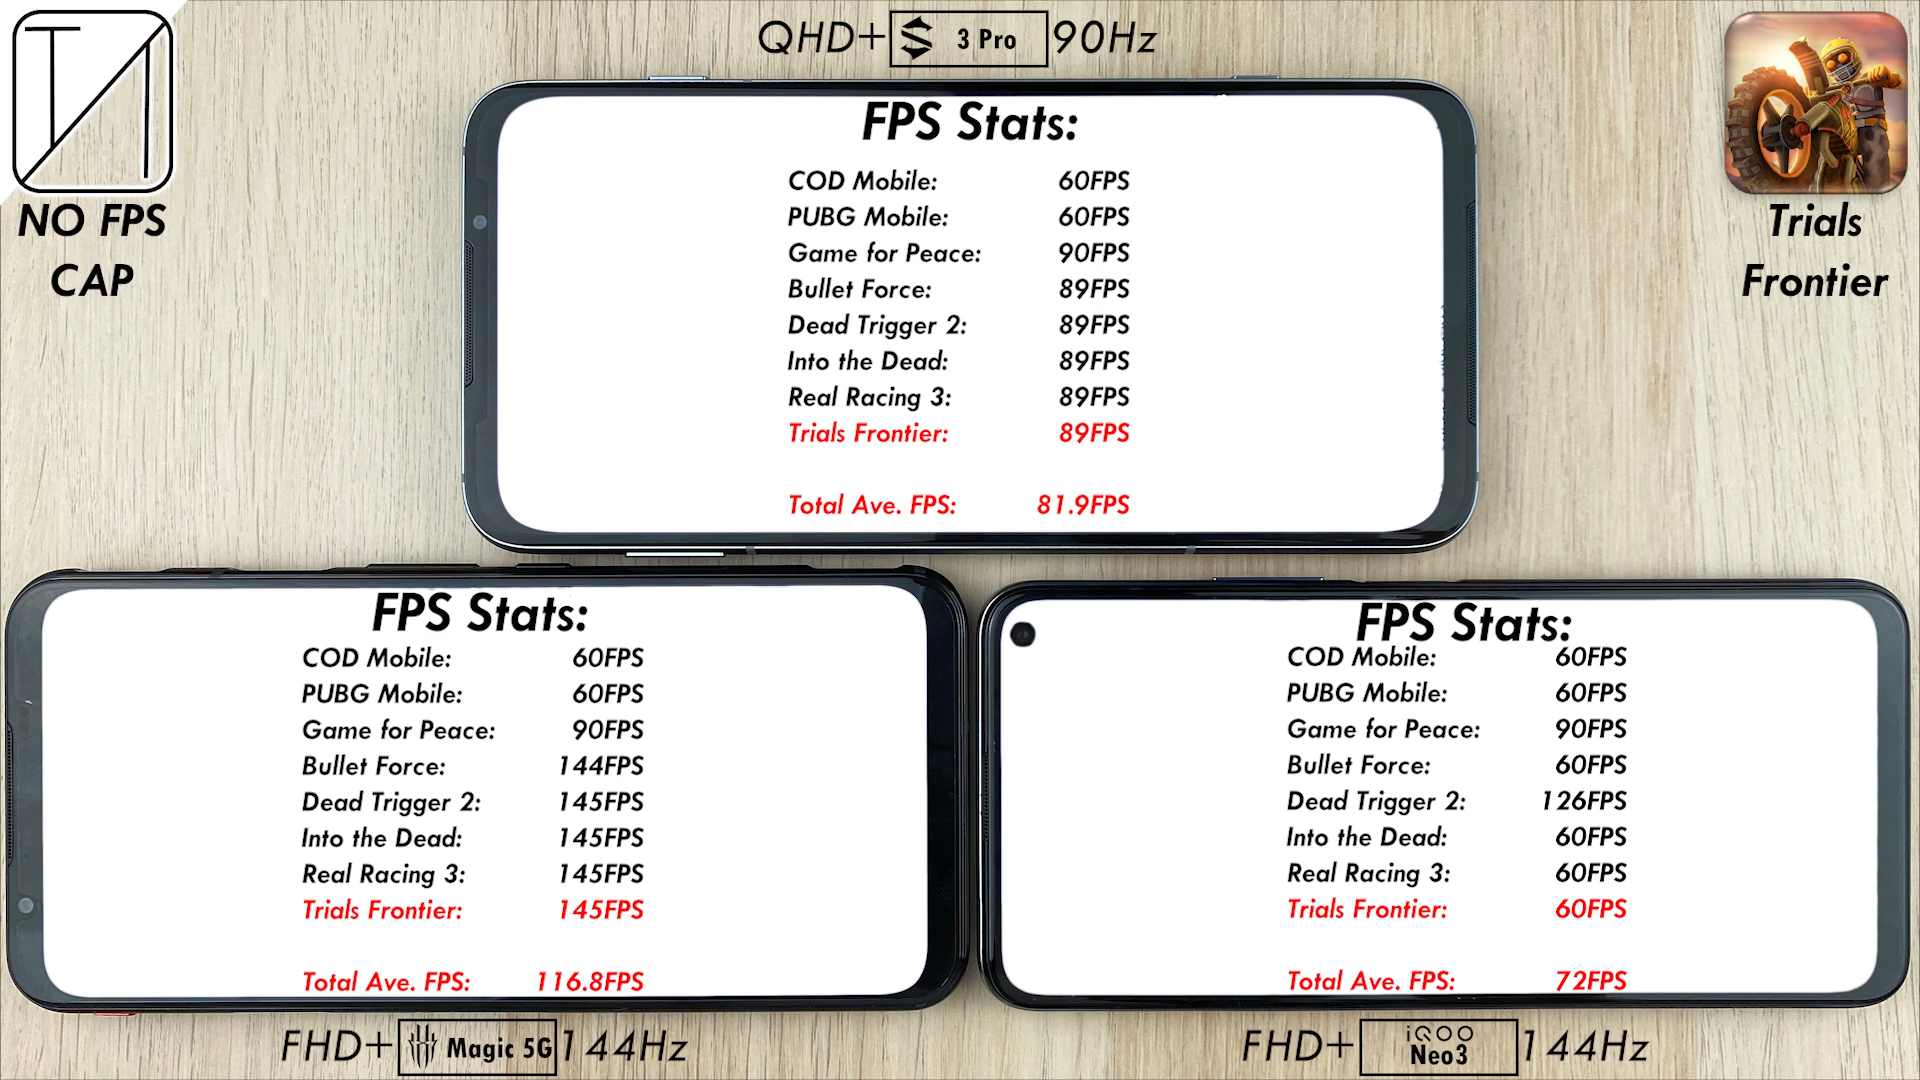 QHD+ 3 Pro 90Hz
NO FPS
CAP
Trials
Frontier
FPS Stats:
COD Mobile: 60FPS
PUBG Mobile: 60FPS
Game for Peace: 90FPS
Bullet Force: 89FPS
Dead Trigger 2: 89FPS
Into the Dead: 89FPS
Real Racing 3: 89FPS
Trials Frontier: 89FPS
Total Ave. FPS: 81.9FPS
FPS Stats:
COD Mobile: 60FPS
PUBG Mobile: 60FPS
Game for Peace: 90FPS
Bullet Force: 144FPS
Dead Trigger 2: 145FPS
Into the Dead: 145FPS
Real Racing 3: 145FPS
Trials Frontier: 145FPS
Total Ave. FPS: 116.8FPS
FHD+ Magic 5G 144Hz
FPS Stats:
COD Mobile: 60FPS
PUBG Mobile: 60FPS
Game for Peace: 90FPS
Bullet Force: 60FPS
Dead Trigger 2: 126FPS
Into the Dead: 60FPS
Real Racing 3: 60FPS
Trials Frontier: 60FPS
Total Ave. FPS: 72FPS
FHD+ iQOO Neo3 144Hz